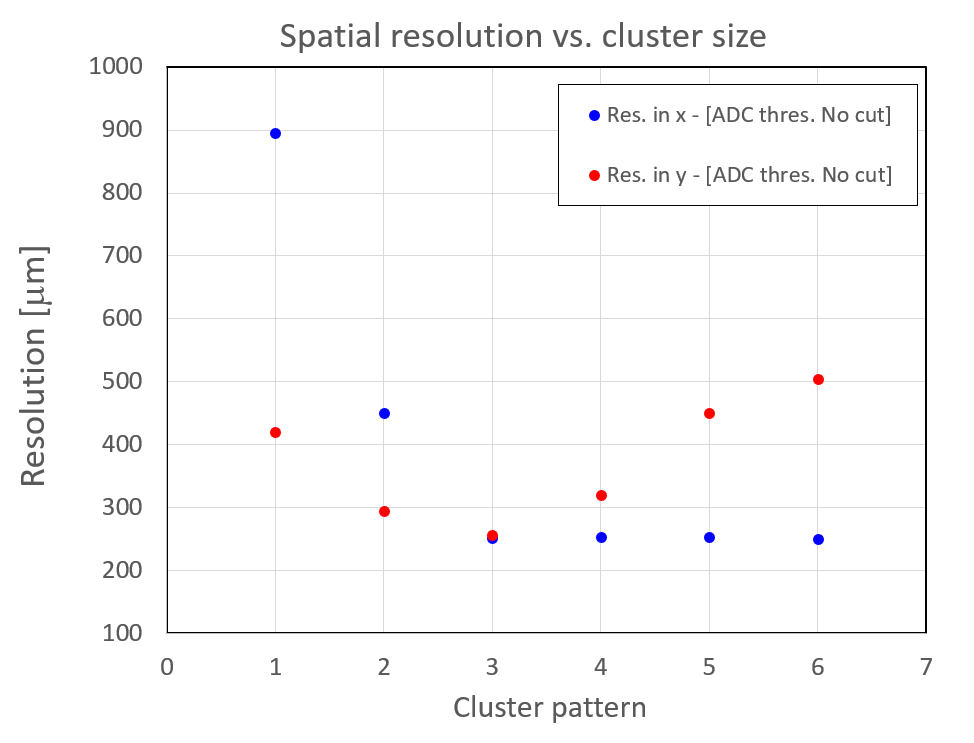 Spatial resolution vs. cluster size
1000
900
800
700
600
500
400
300
200
100
Resolution [μm]
Res. in x - [ADC thres. No cut]
Res. in y - [ADC thres. No cut]
0 1 2 3 4 5 6 7
Cluster pattern